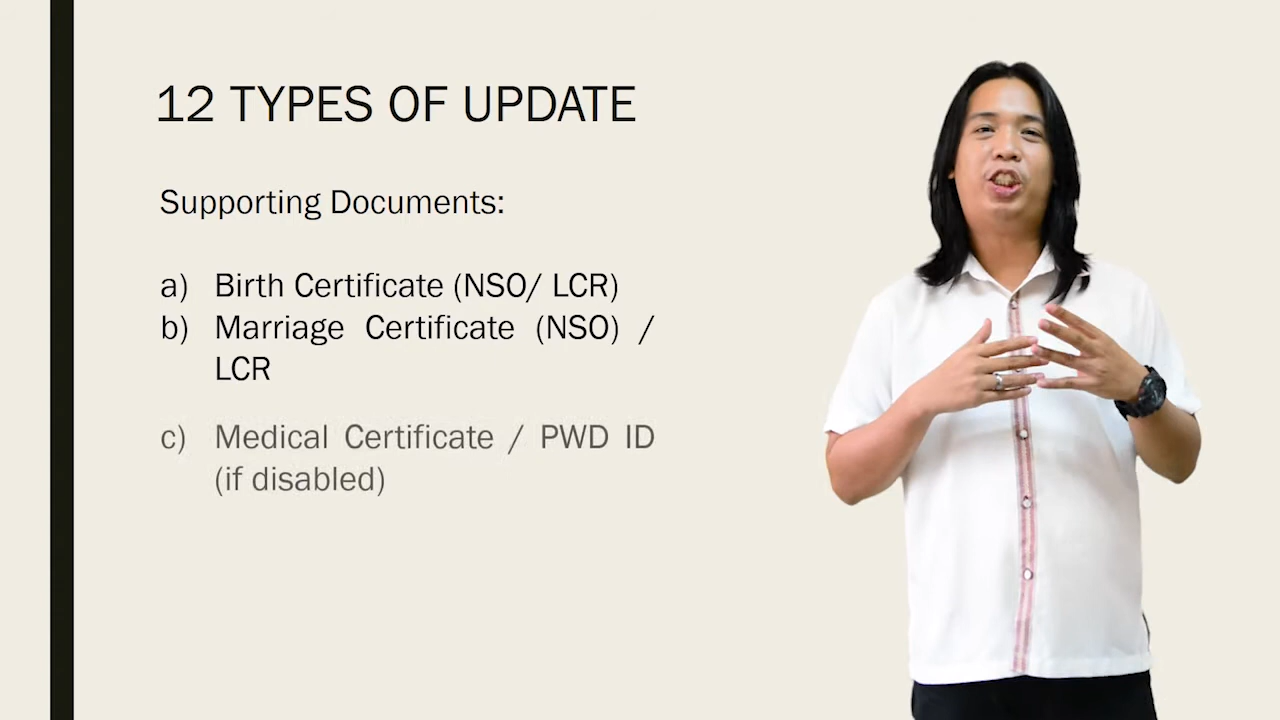 12 TYPES OF UPDATE
Supporting Documents:
a) Birth Certificate (NSO/ LCR)
b) Marriage Certificate (NSO) /
LCR
c) Medical Certificate / PWD ID
(if disabled)